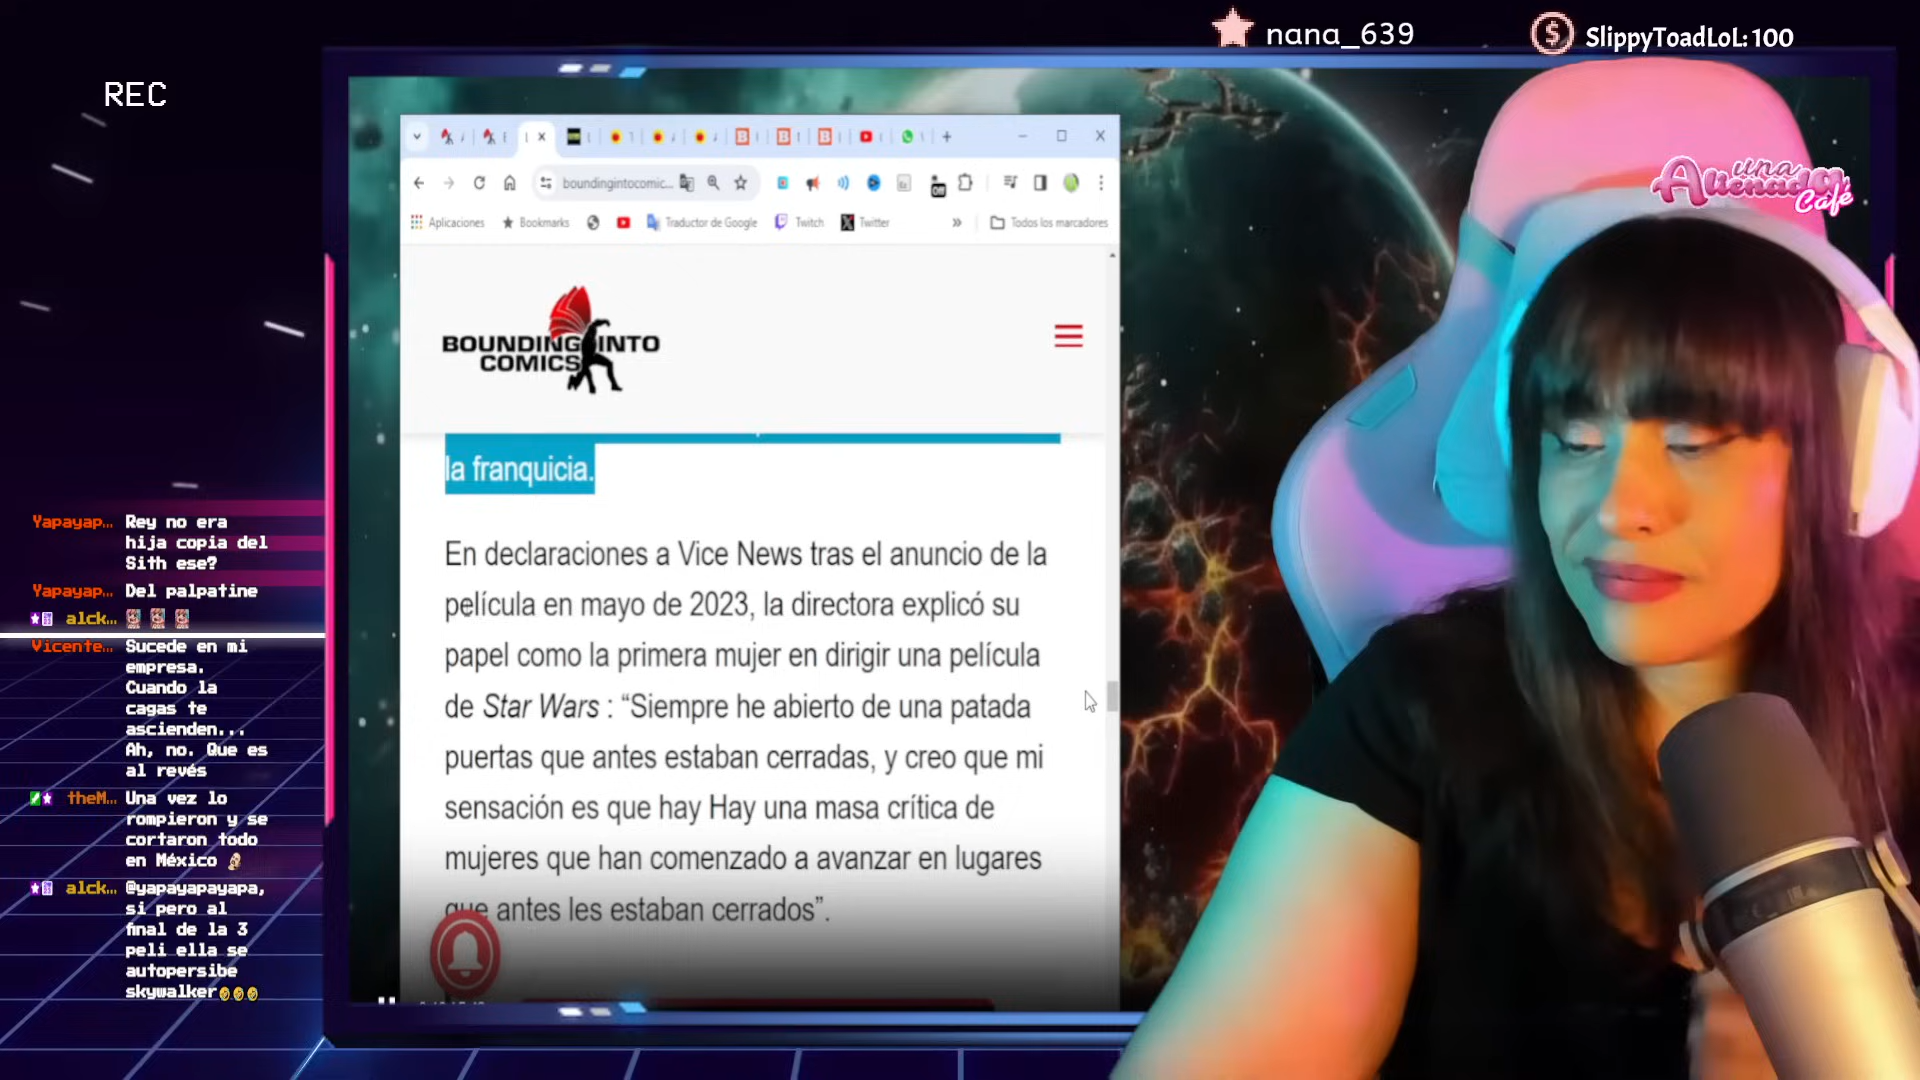 nana_639
SlippyToadLoL: 100
REC
una
Alienada
Café
boundingintocomic...
Off
Aplicaciones
Bookmarks
Traductor de Google
Twitch
Twitter
»
Todos los marcadores
BOUNDING INTO
COMICS
la franquicia.
En declaraciones a Vice News tras el anuncio de la
película en mayo de 2023, la directora explicó su
papel como la primera mujer en dirigir una película
de Star Wars : “Siempre he abierto de una patada
puertas que antes estaban cerradas, y creo que mi
sensación es que hay Hay una masa crítica de
mujeres que han comenzado a avanzar en lugares
que antes les estaban cerrados”.
Yapayap... Rey no era
hija copia del
Sith ese?
Yapayap... Del palpatine
alck...
Vicente... Sucede en mi
empresa.
Cuando la
cagas te
ascienden...
Ah, no. Que es
al revés
theM... Una vez lo
rompieron y se
cortaron todo
en México
alck... @yapayapayapa,
si pero al
final de la 3
peli ella se
autopersibe
skywalker